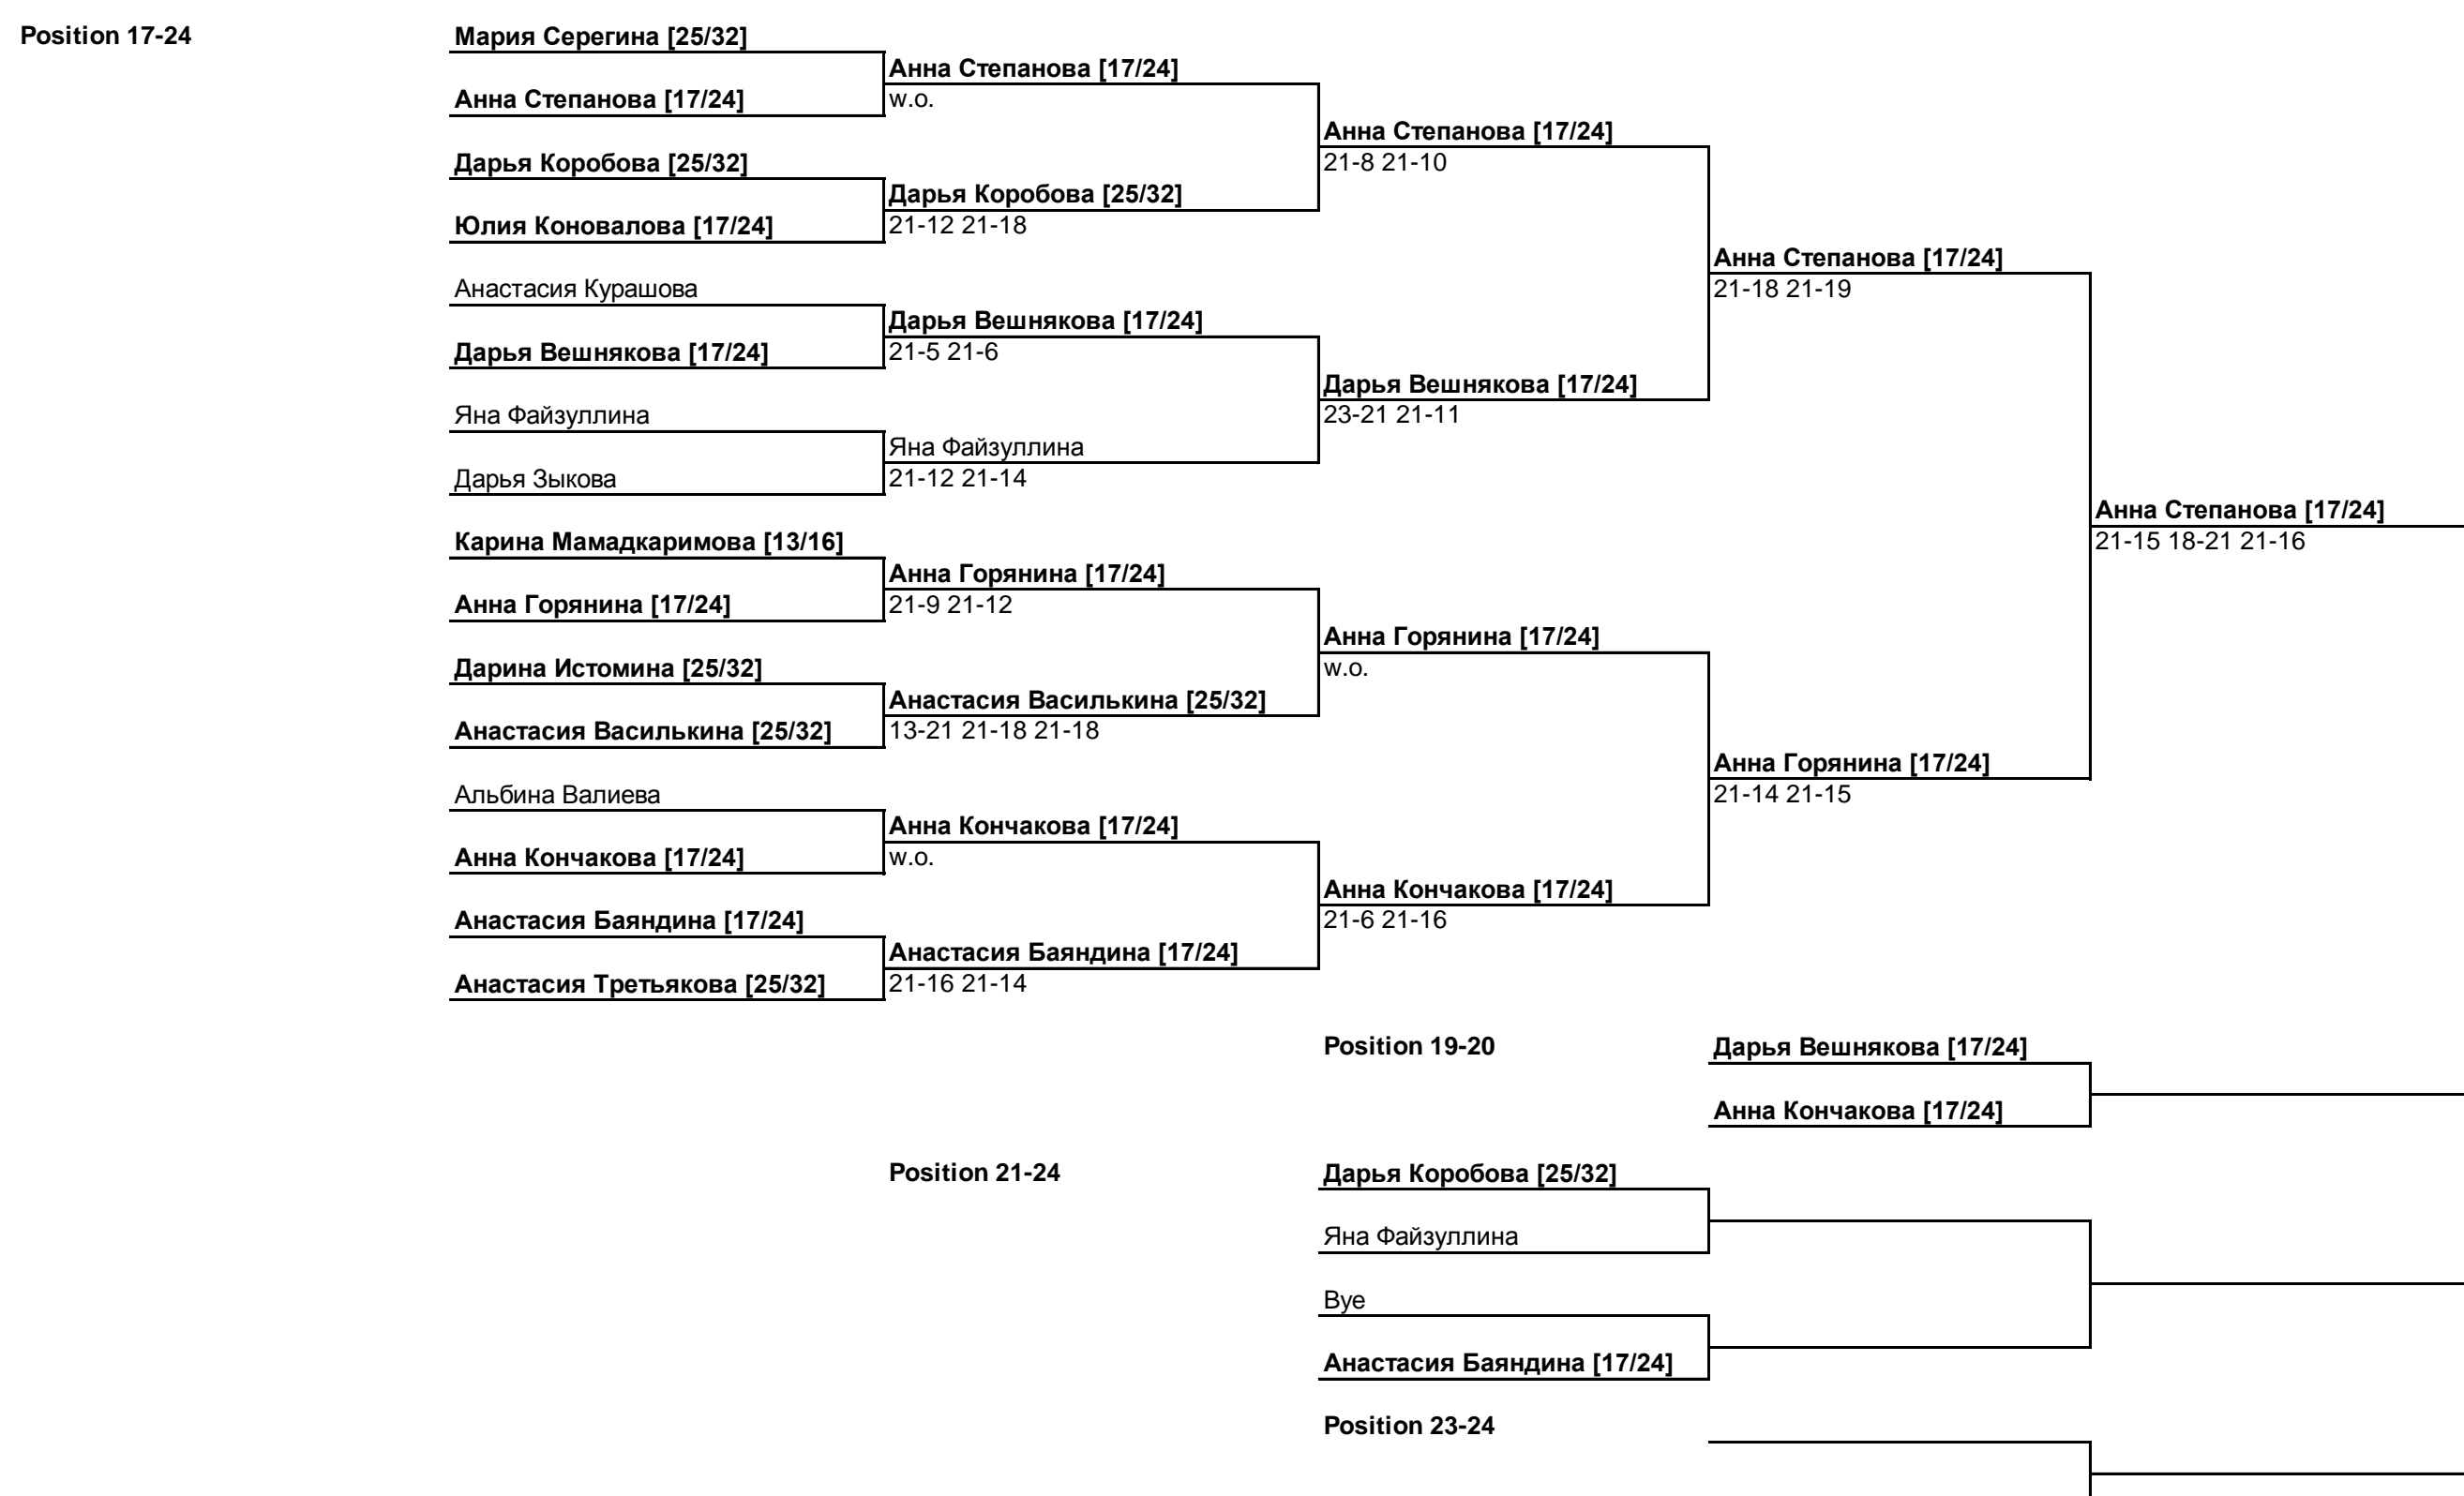 Position 17-24
Мария Серегина [25/32]
Анна Степанова [17/24]
Анна Степанова [17/24]
w.o.
Анна Степанова [17/24]
Дарья Коробова [25/32]
21-8 21-10
Дарья Коробова [25/32]
Юлия Коновалова [17/24]
21-12 21-18
Анна Степанова [17/24]
Анастасия Курашова
21-18 21-19
Дарья Вешнякова [17/24]
Дарья Вешнякова [17/24]
21-5 21-6
Дарья Вешнякова [17/24]
Яна Файзуллина
23-21 21-11
Яна Файзуллина
Дарья Зыкова
21-12 21-14
Анна Степанова [17/24]
Карина Мамадкаримова [13/16]
21-15 18-21 21-16
Анна Горянина [17/24]
Анна Горянина [17/24]
21-9 21-12
Анна Горянина [17/24]
Дарина Истомина [25/32]
w.o.
Анастасия Василькина [25/32]
Анастасия Василькина [25/32]
13-21 21-18 21-18
Анна Горянина [17/24]
Альбина Валиева
21-14 21-15
Анна Кончакова [17/24]
Анна Кончакова [17/24]
w.o.
Анна Кончакова [17/24]
Анастасия Баяндина [17/24]
21-6 21-16
Анастасия Баяндина [17/24]
Анастасия Третьякова [25/32]
21-16 21-14
Position 19-20
Дарья Вешнякова [17/24]
Анна Кончакова [17/24]
Position 21-24
Дарья Коробова [25/32]
Яна Файзуллина
Bye
Анастасия Баяндина [17/24]
Position 23-24